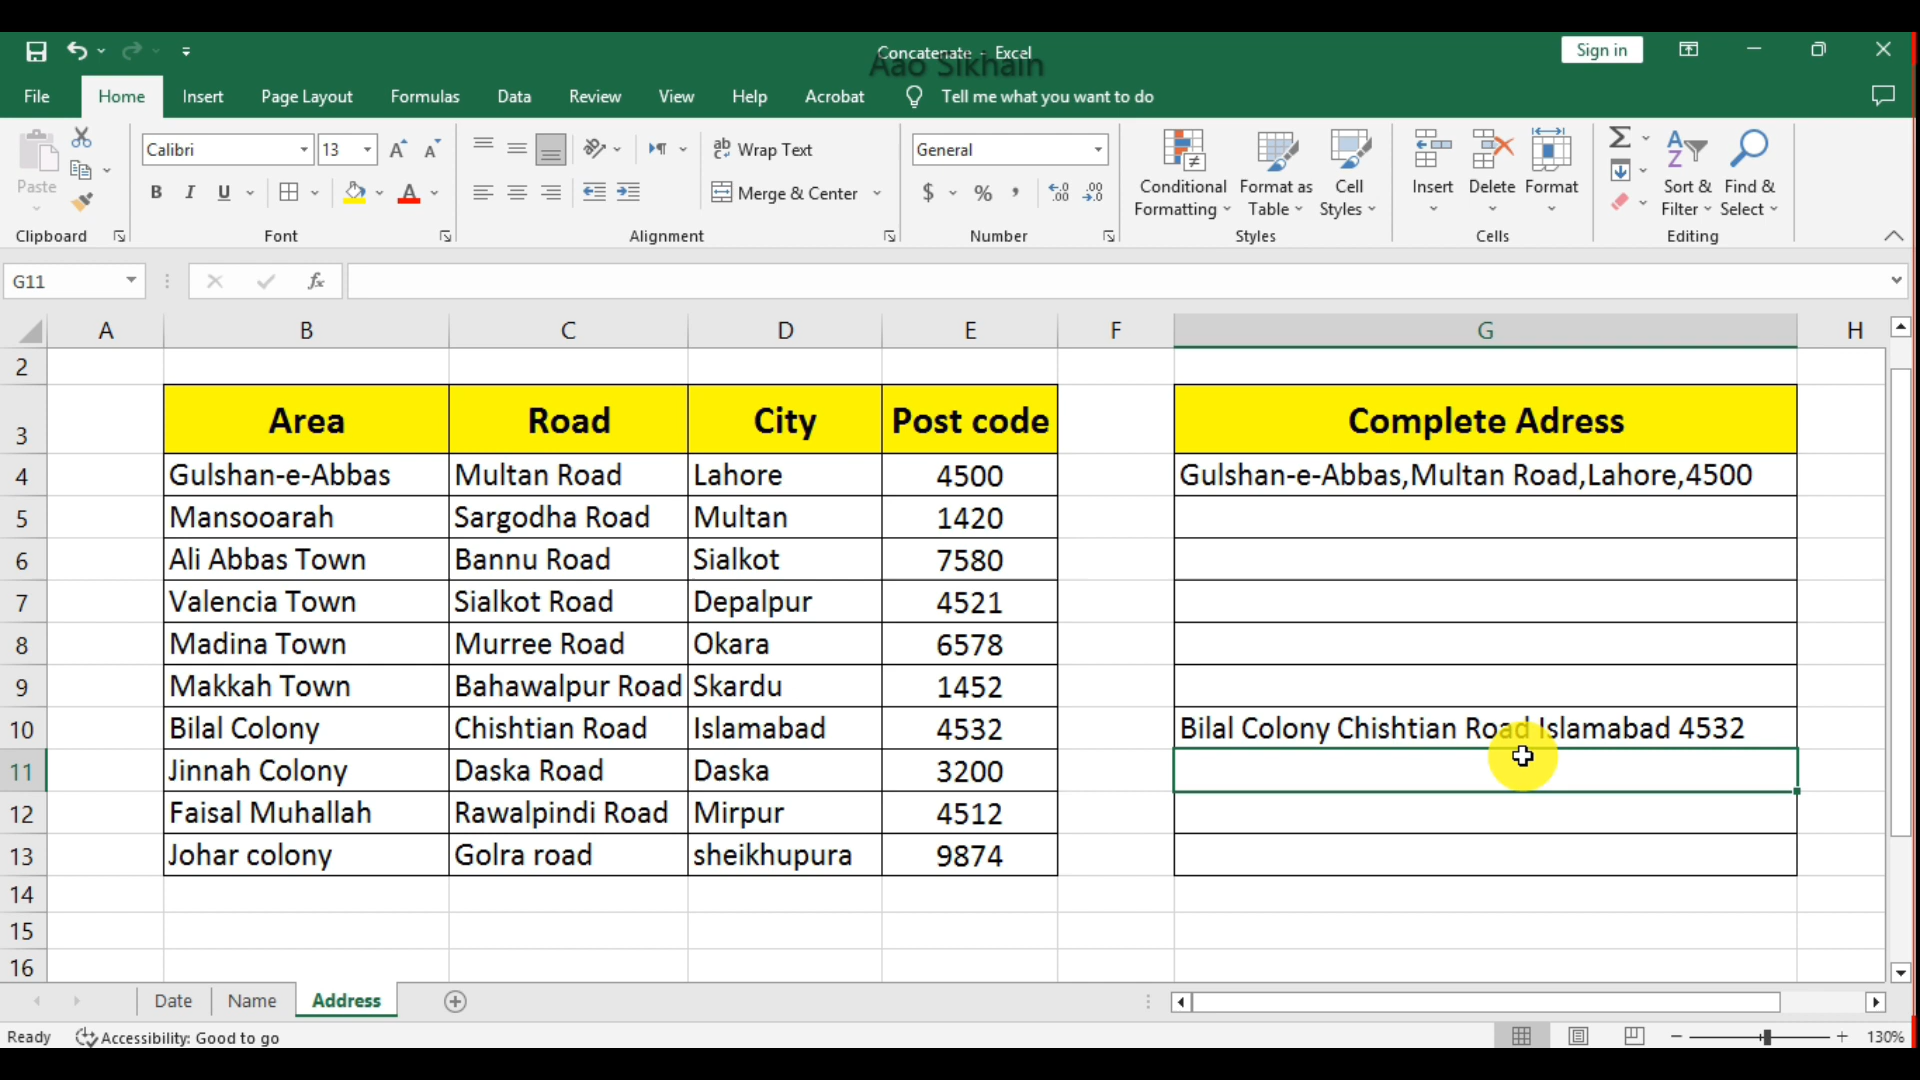 Concatenate - Excel
Aao Sikhain
Sign in
File Home Insert Page Layout Formulas Data Review View Help Acrobat Tell me what you want to do
Paste
Calibri 13
B I U
Wrap Text
Merge & Center
General
$ % ,
Conditional Formatting
Format as Table
Cell Styles
Insert Delete Format
Sort & Filter
Find & Select
Clipboard Font Alignment Number Styles Cells Editing
G11 fx
A B C D E F G H
2
3 Area Road City Post code Complete Adress
4 Gulshan-e-Abbas Multan Road Lahore 4500 Gulshan-e-Abbas,Multan Road,Lahore,4500
5 Mansooarah Sargodha Road Multan 1420
6 Ali Abbas Town Bannu Road Sialkot 7580
7 Valencia Town Sialkot Road Depalpur 4521
8 Madina Town Murree Road Okara 6578
9 Makkah Town Bahawalpur Road Skardu 1452
10 Bilal Colony Chishtian Road Islamabad 4532 Bilal Colony Chishtian Road Islamabad 4532
11 Jinnah Colony Daska Road Daska 3200
12 Faisal Muhallah Rawalpindi Road Mirpur 4512
13 Johar colony Golra road sheikhupura 9874
14
15
16
Date Name Address
Ready Accessibility: Good to go 130%